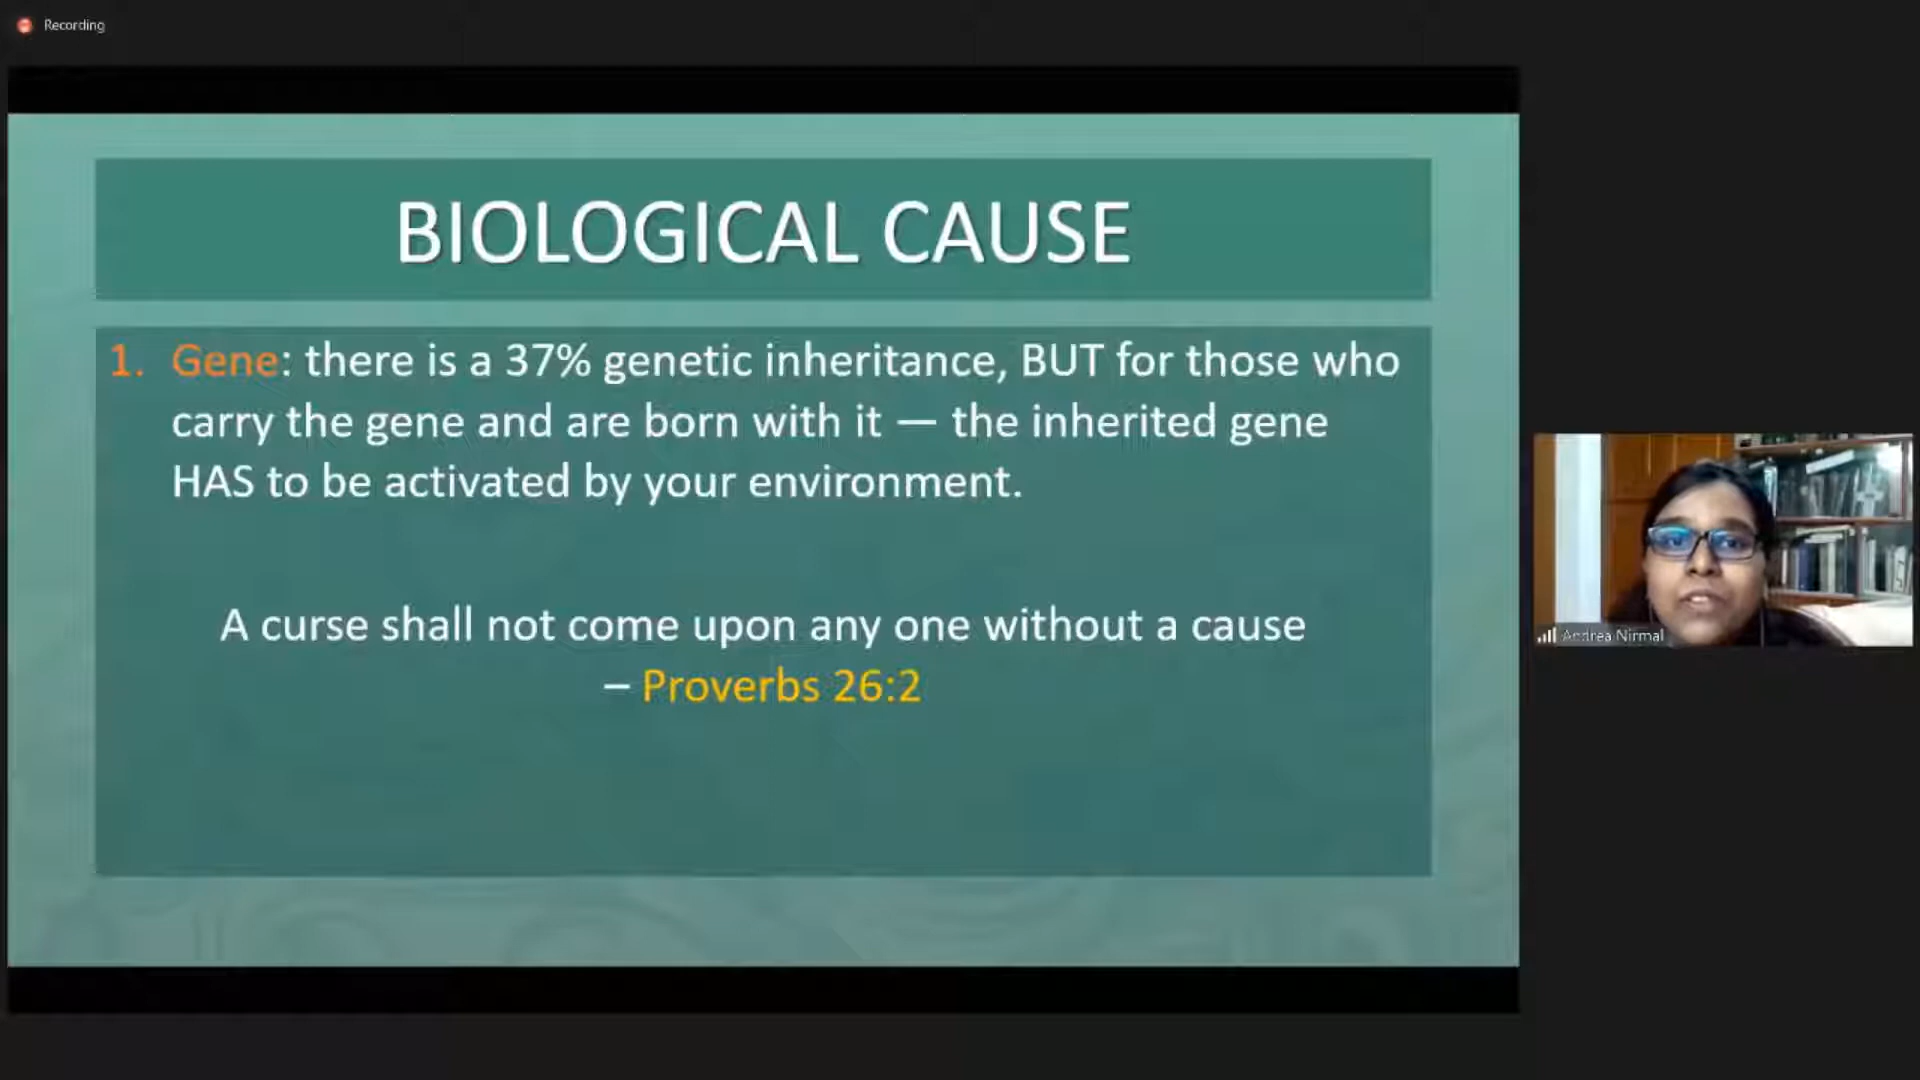 Recording
BIOLOGICAL CAUSE
1. Gene: there is a 37% genetic inheritance, BUT for those who
carry the gene and are born with it — the inherited gene
HAS to be activated by your environment.
A curse shall not come upon any one without a cause
– Proverbs 26:2
Andrea Nirmal